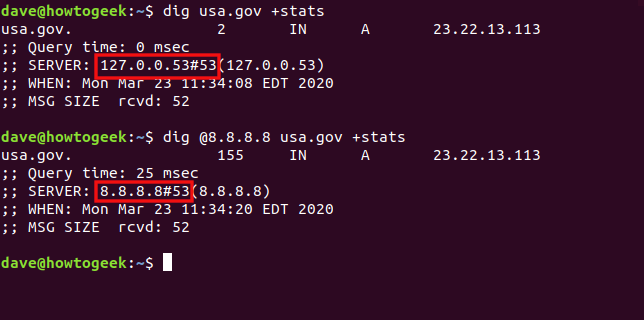 dave@howtogeek:~$ dig usa.gov +stats
usa.gov. 2 IN A 23.22.13.113
;; Query time: 0 msec
;; SERVER: 127.0.0.53#53(127.0.0.53)
;; WHEN: Mon Mar 23 11:34:08 EDT 2020
;; MSG SIZE rcvd: 52
dave@howtogeek:~$ dig @8.8.8.8 usa.gov +stats
usa.gov. 155 IN A 23.22.13.113
;; Query time: 25 msec
;; SERVER: 8.8.8.8#53(8.8.8.8)
;; WHEN: Mon Mar 23 11:34:20 EDT 2020
;; MSG SIZE rcvd: 52
dave@howtogeek:~$